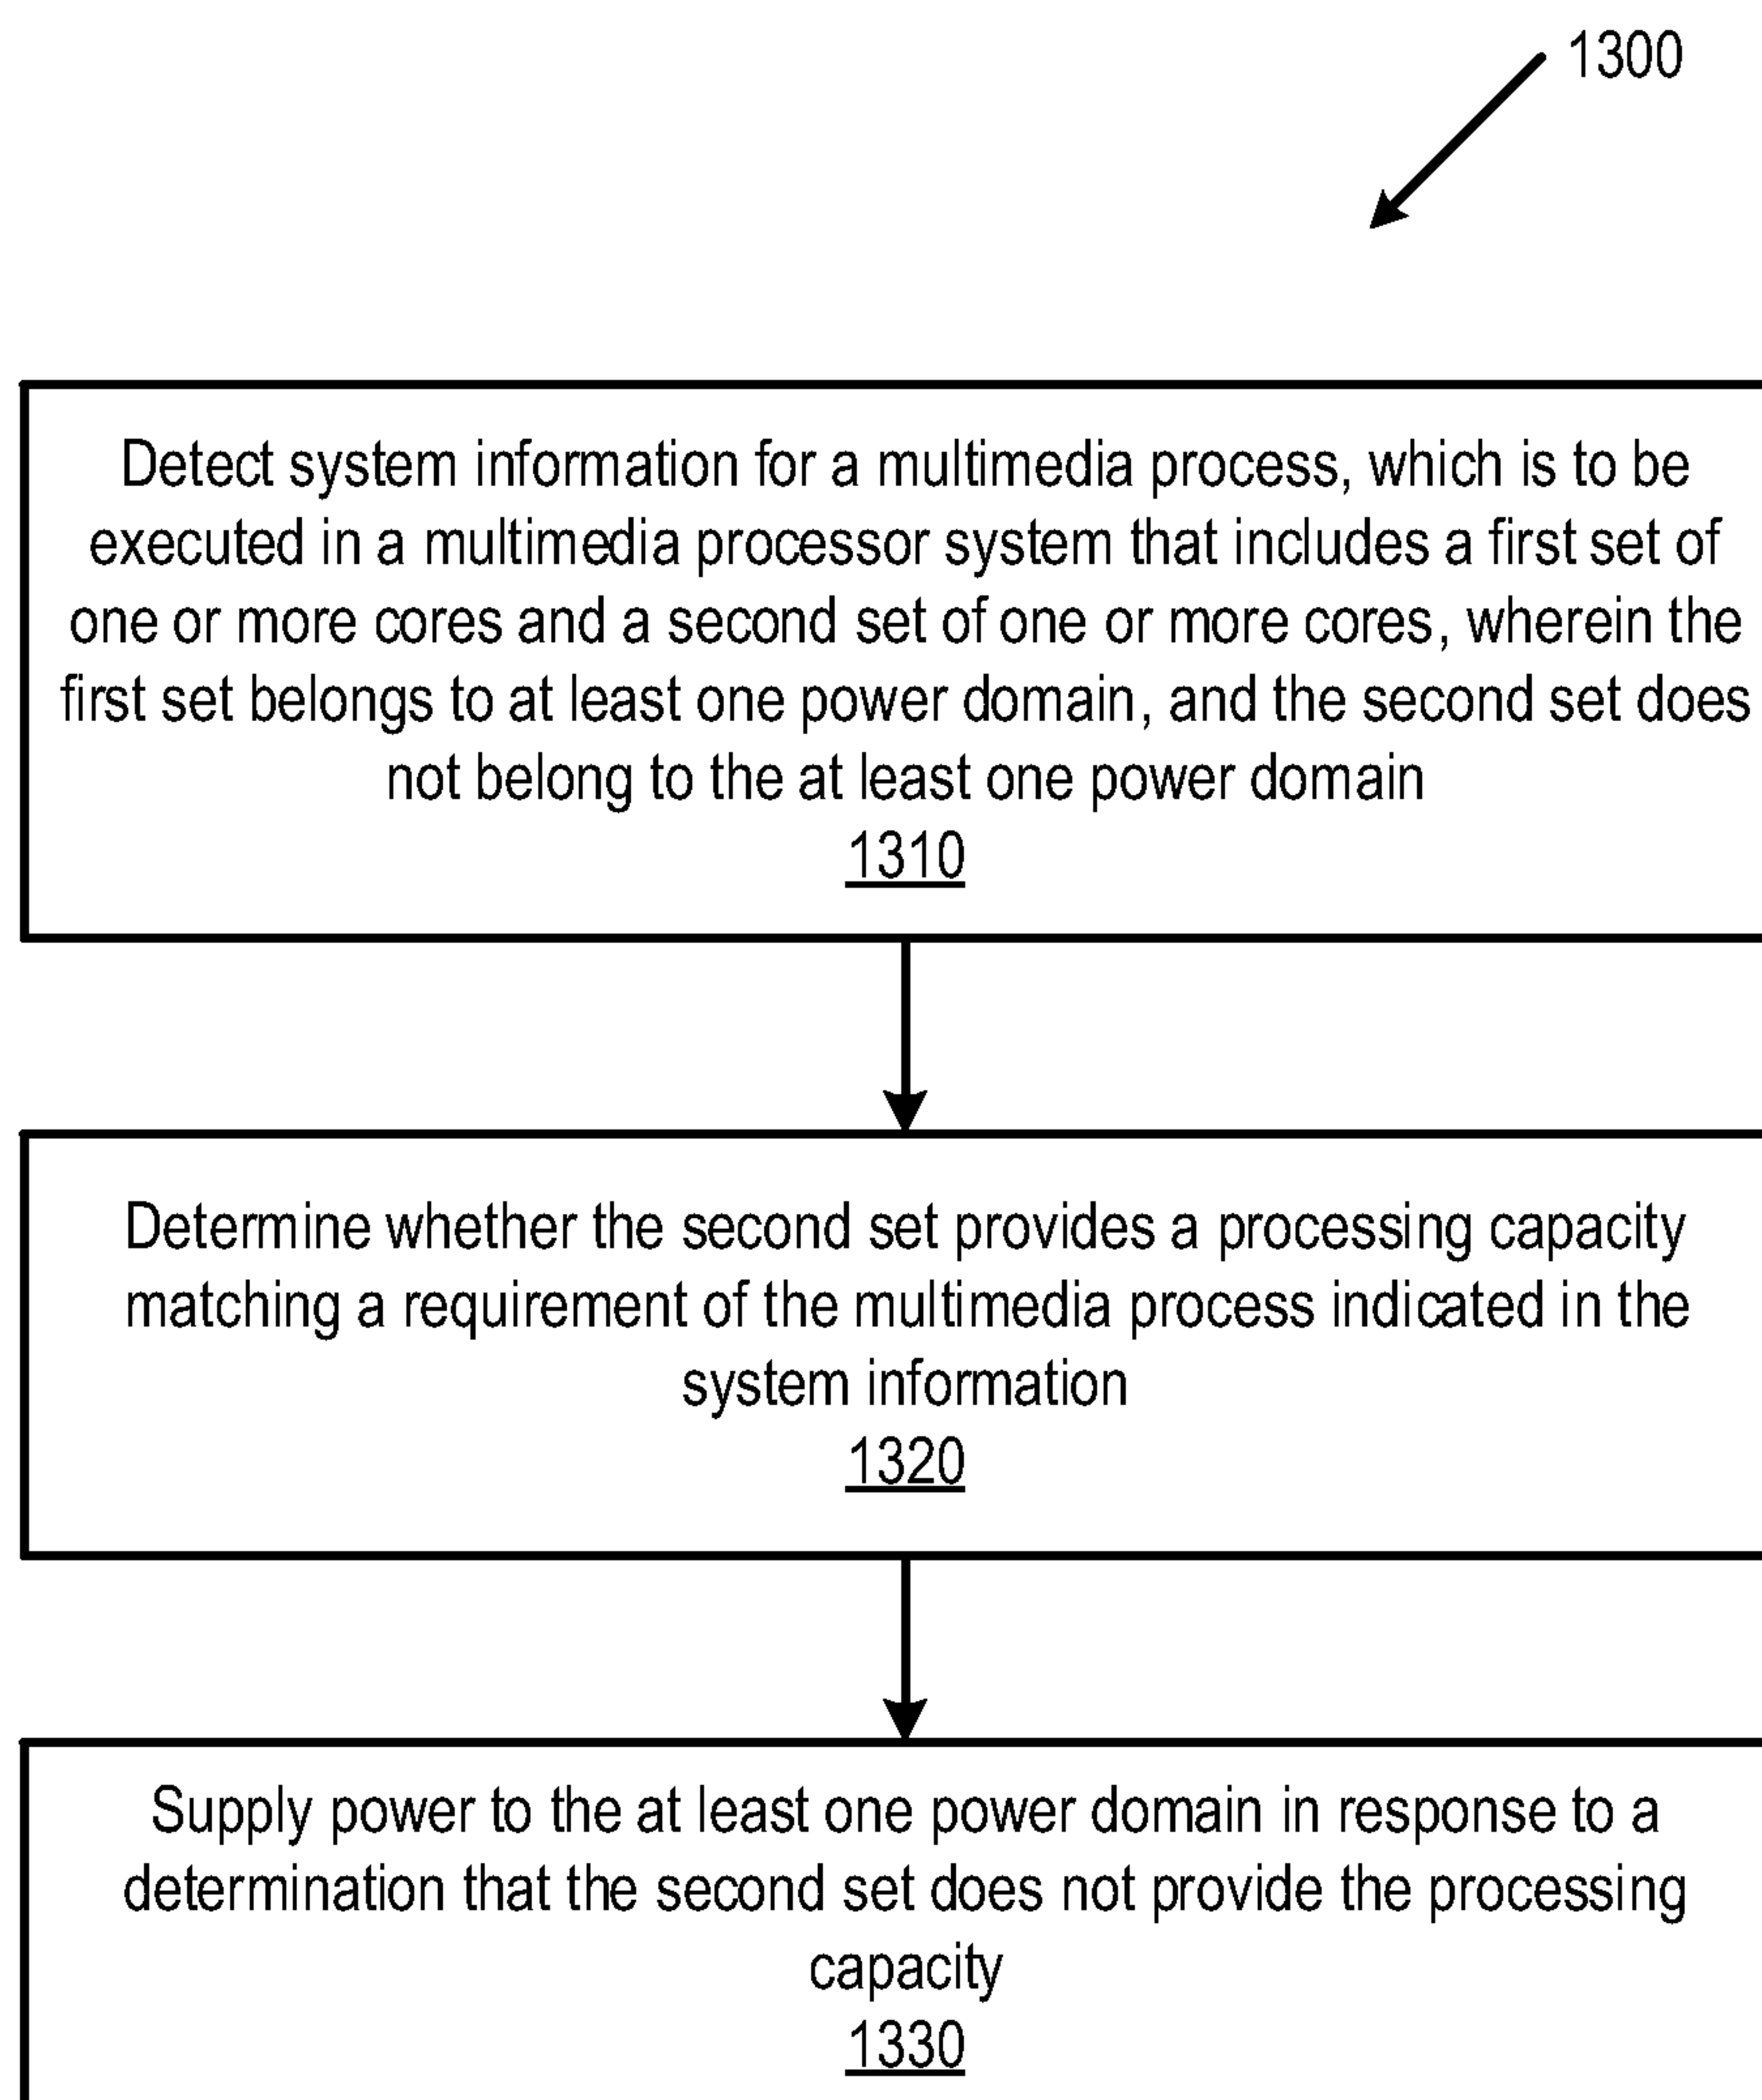 1300
Detect system information for a multimedia process, which is to be
executed in a multimedia processor system that includes a first set of
one or more cores and a second set of one or more cores, wherein the
first set belongs to at least one power domain, and the second set does
not belong to the at least one power domain
1310
Determine whether the second set provides a processing capacity
matching a requirement of the multimedia process indicated in the
system information
1320
Supply power to the at least one power domain in response to a
determination that the second set does not provide the processing
capacity
1330